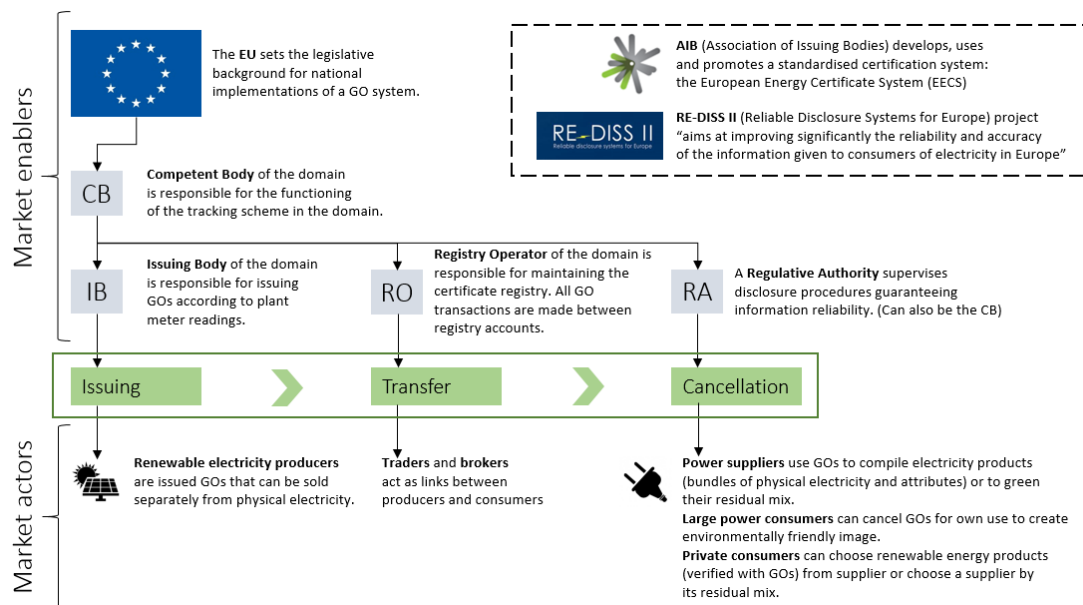 Market enablers
The EU sets the legislative
background for national
implementations of a GO system.
AIB (Association of Issuing Bodies) develops, uses
and promotes a standardised certification system:
the European Energy Certificate System (EECS)
RE-DISS II
Reliable disclosure systems for Europe
RE-DISS II (Reliable Disclosure Systems for Europe) project
“aims at improving significantly the reliability and accuracy
of the information given to consumers of electricity in Europe”
CB
Competent Body of the domain
is responsible for the functioning
of the tracking scheme in the domain.
IB
Issuing Body of the domain
is responsible for issuing
GOs according to plant
meter readings.
RO
Registry Operator of the domain is
responsible for maintaining the
certificate registry. All GO
transactions are made between
registry accounts.
RA
A Regulative Authority supervises
disclosure procedures guaranteeing
information reliability. (Can also be the CB)
Issuing
Transfer
Cancellation
Market actors
Renewable electricity producers
are issued GOs that can be sold
separately from physical electricity.
Traders and brokers
act as links between
producers and consumers
Power suppliers use GOs to compile electricity products
(bundles of physical electricity and attributes) or to green
their residual mix.
Large power consumers can cancel GOs for own use to create
environmentally friendly image.
Private consumers can choose renewable energy products
(verified with GOs) from supplier or choose a supplier by
its residual mix.